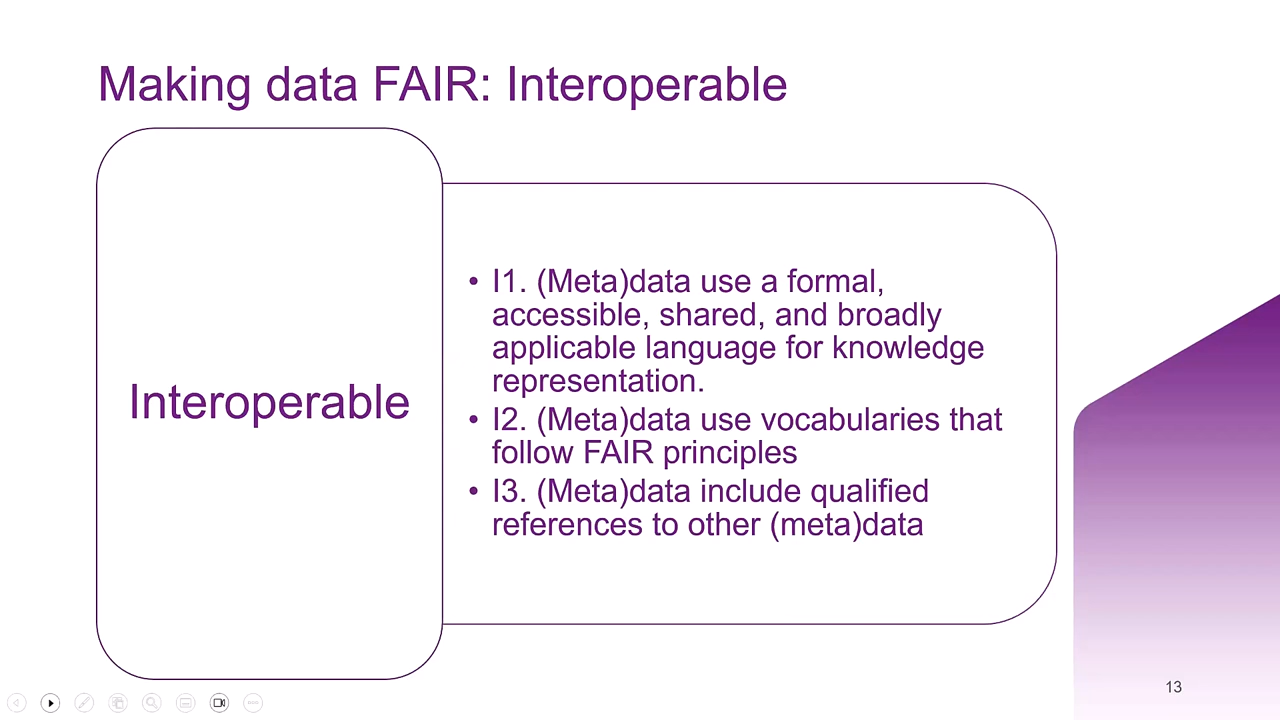 Making data FAIR: Interoperable
Interoperable
• I1. (Meta)data use a formal,
accessible, shared, and broadly
applicable language for knowledge
representation.
• I2. (Meta)data use vocabularies that
follow FAIR principles
• I3. (Meta)data include qualified
references to other (meta)data
13